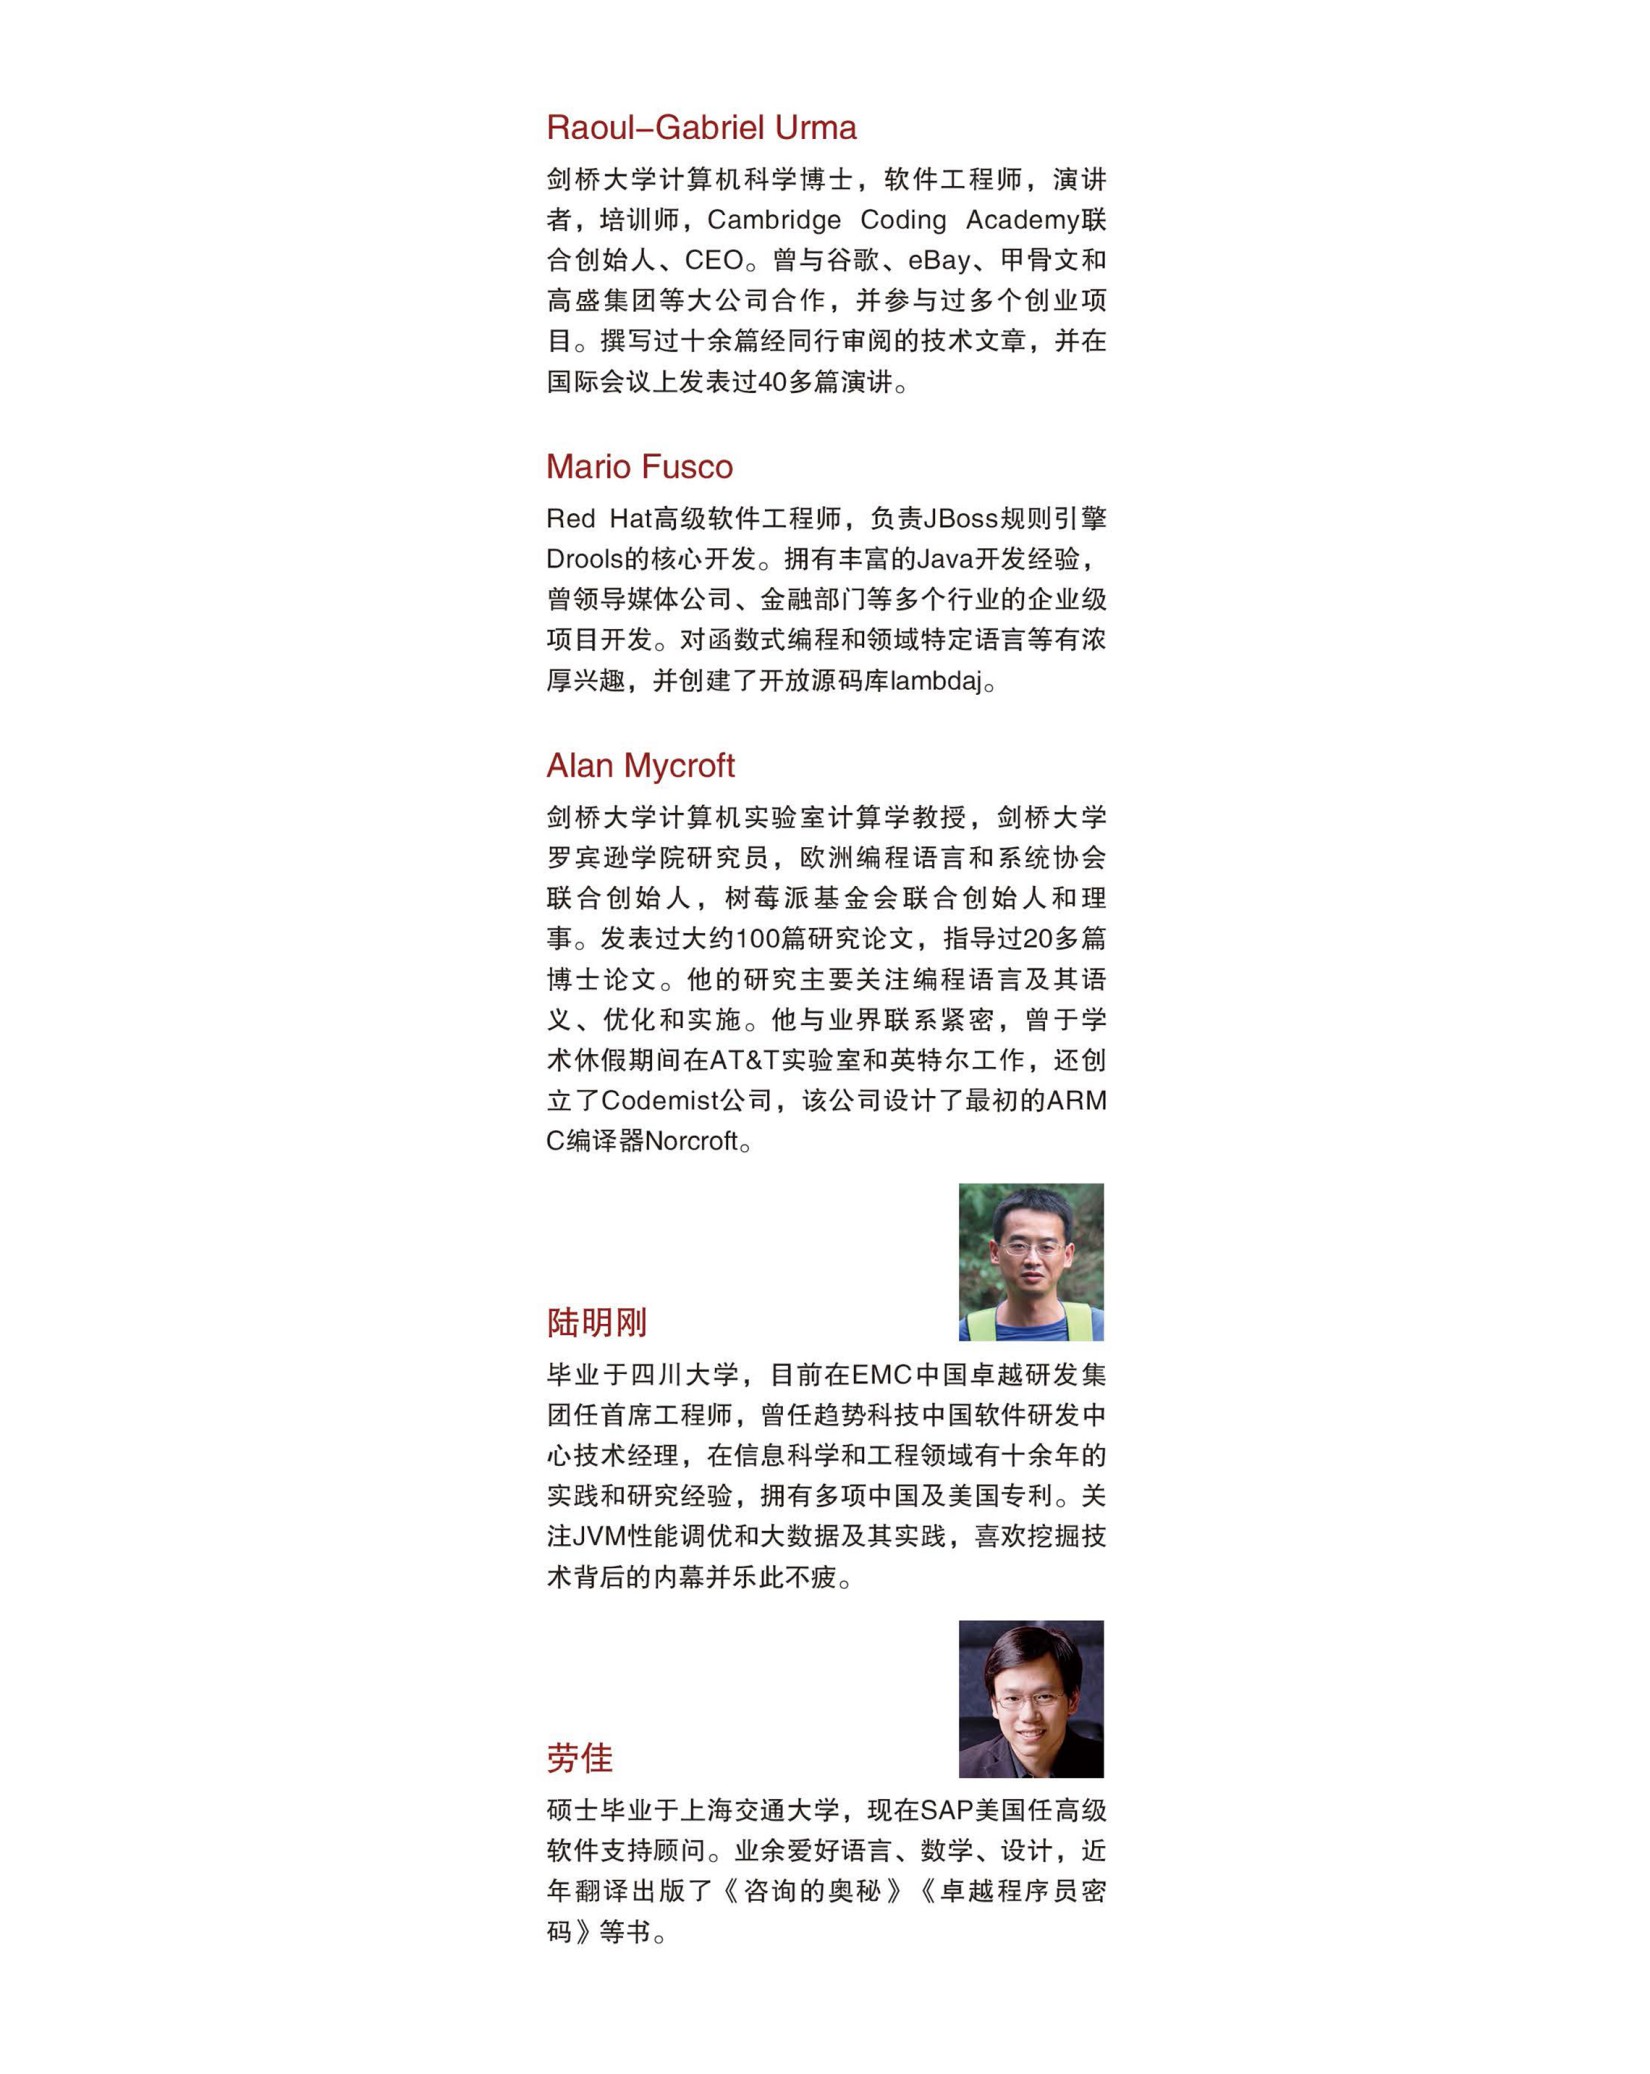 Raoul–Gabriel Urma
剑桥大学计算机科学博士，软件工程师，演讲
者，培训师，Cambridge Coding Academy联
合创始人、CEO。曾与谷歌、eBay、甲骨文和
高盛集团等大公司合作，并参与过多个创业项
目。撰写过十余篇经同行审阅的技术文章，并在
国际会议上发表过40多篇演讲。
Mario Fusco
Red Hat高级软件工程师，负责JBoss规则引擎
Drools的核心开发。拥有丰富的Java开发经验，
曾领导媒体公司、金融部门等多个行业的企业级
项目开发。对函数式编程和领域特定语言等有浓
厚兴趣，并创建了开放源码库lambdaj。
Alan Mycroft
剑桥大学计算机实验室计算学教授，剑桥大学
罗宾逊学院研究员，欧洲编程语言和系统协会
联合创始人，树莓派基金会联合创始人和理
事。发表过大约100篇研究论文，指导过20多篇
博士论文。他的研究主要关注编程语言及其语
义、优化和实施。他与业界联系紧密，曾于学
术休假期间在AT&T实验室和英特尔工作，还创
立了Codemist公司，该公司设计了最初的ARM
C编译器Norcroft。
陆明刚
毕业于四川大学，目前在EMC中国卓越研发集
团任首席工程师，曾任趋势科技中国软件研发中
心技术经理，在信息科学和工程领域有十余年的
实践和研究经验，拥有多项中国及美国专利。关
注JVM性能调优和大数据及其实践，喜欢挖掘技
术背后的内幕并乐此不疲。
劳佳
硕士毕业于上海交通大学，现在SAP美国任高级
软件支持顾问。业余爱好语言、数学、设计，近
年翻译出版了《咨询的奥秘》《卓越程序员密
码》等书。